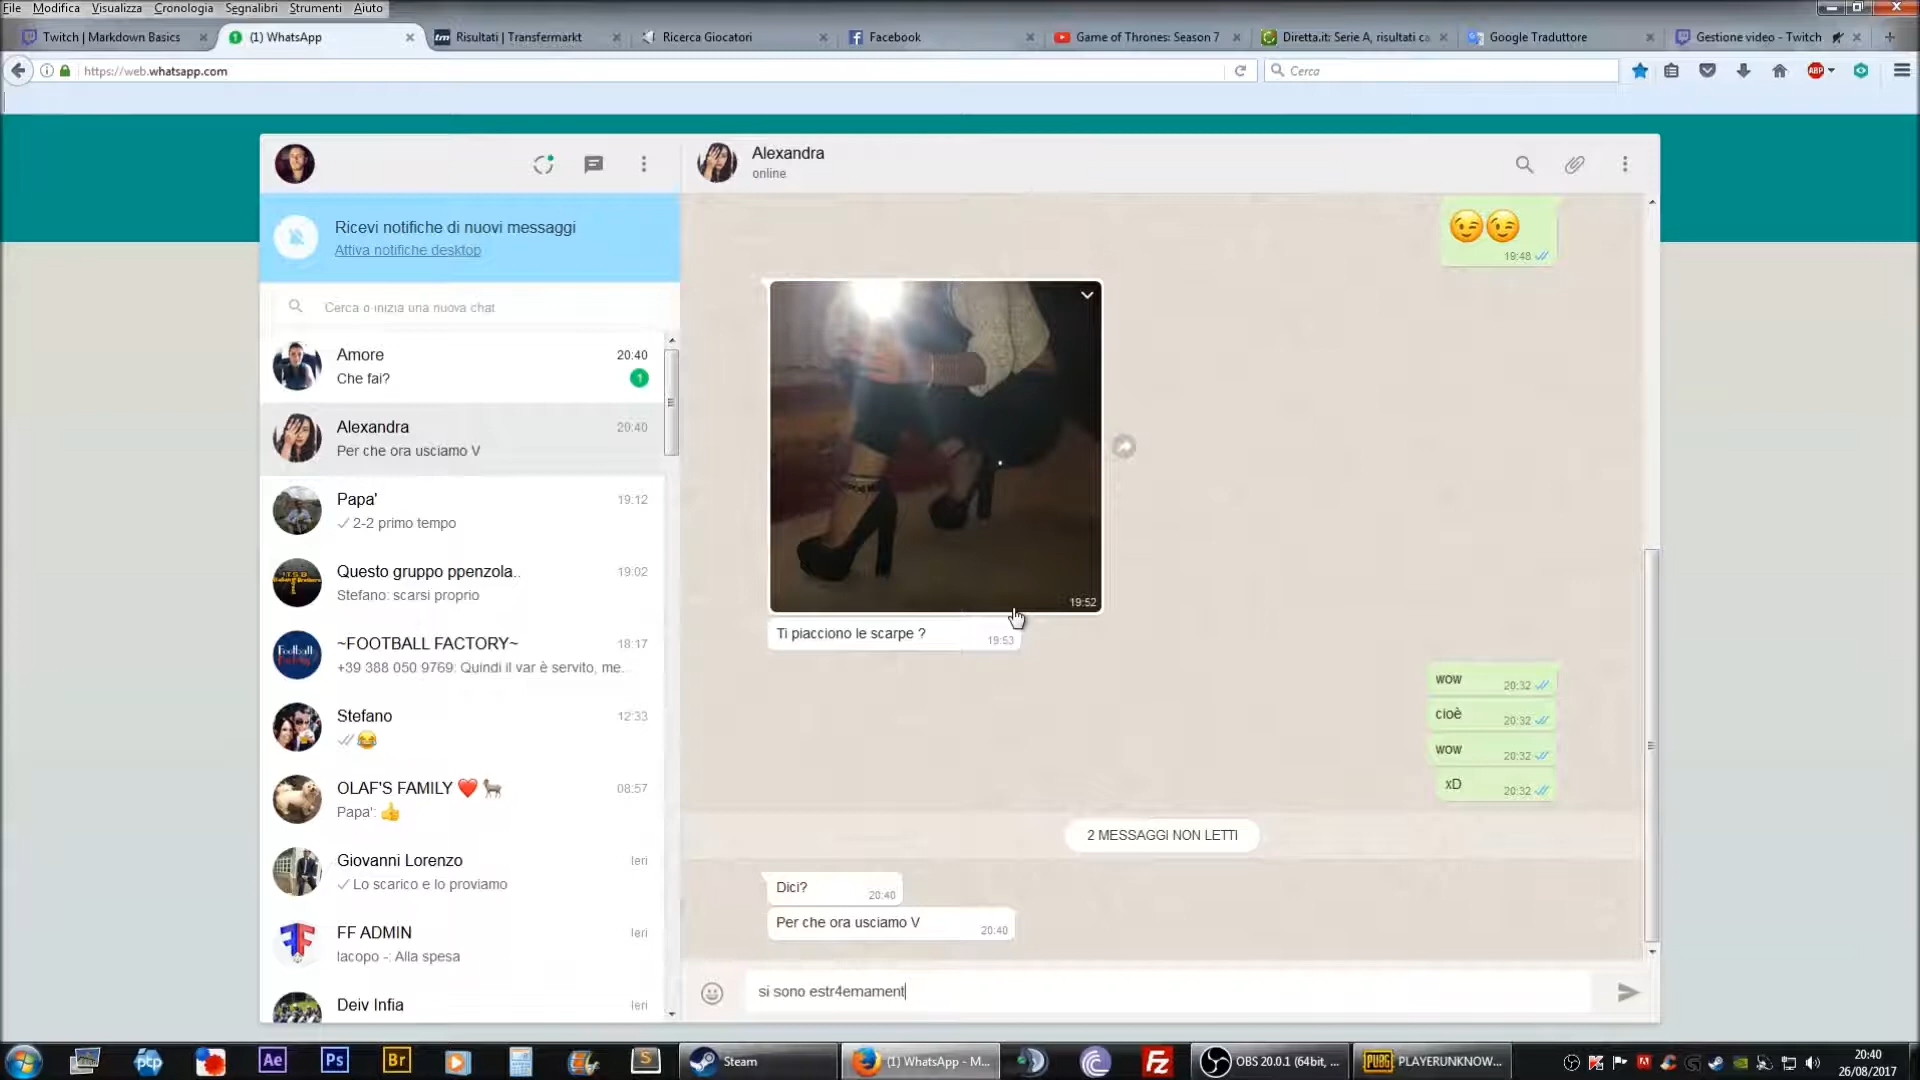 File Modifica Visualizza Cronologia Segnalibri Strumenti Aiuto
Twitch | Markdown Basics
(1) WhatsApp
Risultati | Transfermarkt
Ricerca Giocatori
Facebook
Game of Thrones: Season 7
Diretta.it: Serie A, risultati ca
Google Traduttore
Gestione video - Twitch
https://web.whatsapp.com
Cerca
ABP
Alexandra
online
Ricevi notifiche di nuovi messaggi
Attiva notifiche desktop
Cerca o inizia una nuova chat
Amore 20:40
Che fai? 1
Alexandra 20:40
Per che ora usciamo V
Papa' 19:12
2-2 primo tempo
Questo gruppo ppenzola.. 19:02
Stefano: scarsi proprio
~FOOTBALL FACTORY~ 18:17
+39 388 050 9769: Quindi il var è servito, me...
Stefano 12:33
😂
OLAF'S FAMILY ❤️🐐 08:57
Papa': 👍
Giovanni Lorenzo Ieri
Lo scarico e lo proviamo
FF ADMIN Ieri
Iacopo -: Alla spesa
Deiv Infia Ieri
😉😉
19:48
19:52
Ti piacciono le scarpe ? 19:53
wow 20:32
cioè 20:32
wow 20:32
xD 20:32
2 MESSAGGI NON LETTI
Dici? 20:40
Per che ora usciamo V 20:40
si sono estr4emament
ptp
Ae
Ps
Br
S
Steam
(1) WhatsApp - M...
Fz
OBS 20.0.1 (64bit, ...
PUBG
PLAYERUNKNOW...
20:40
26/08/2017